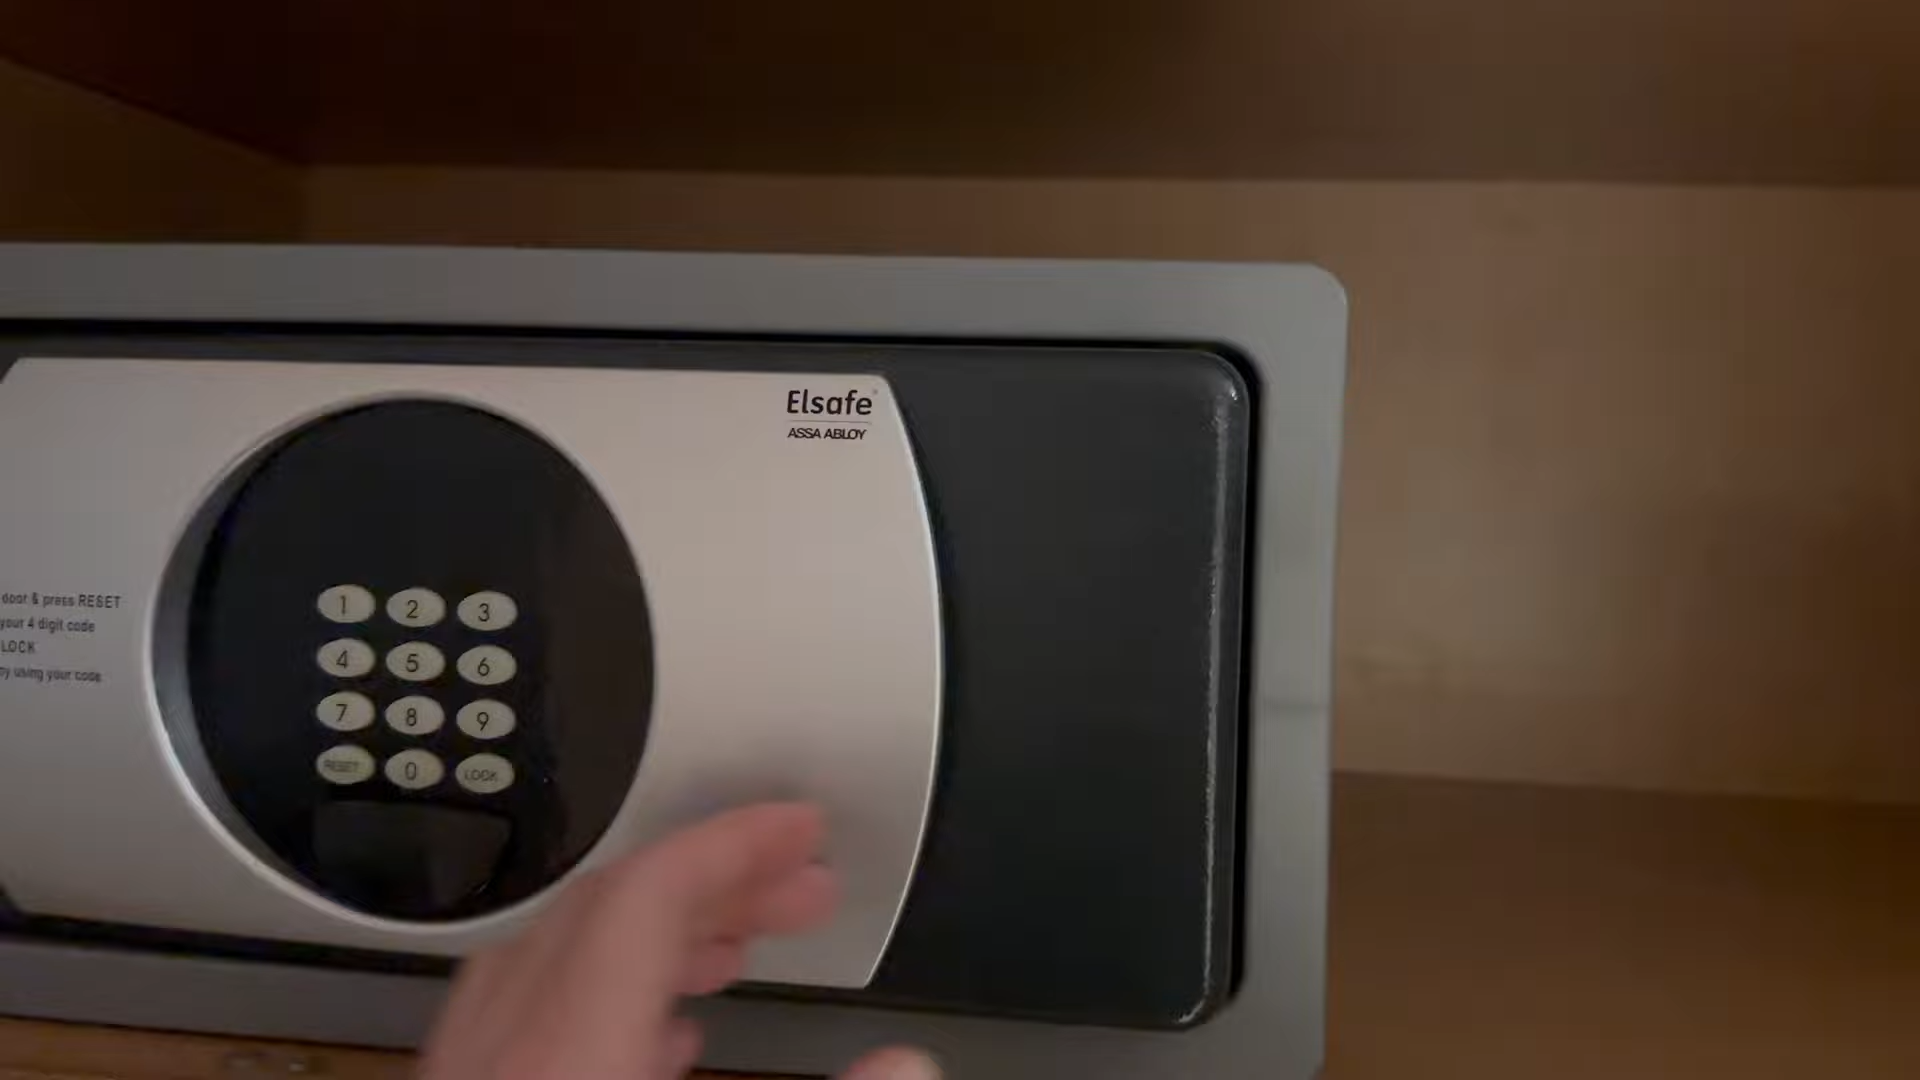 Elsafe
ASSA ABLOY
door & press RESET
your 4 digit code
LOCK
by using your code
1 2 3
4 5 6
7 8 9
RESET 0 LOCK